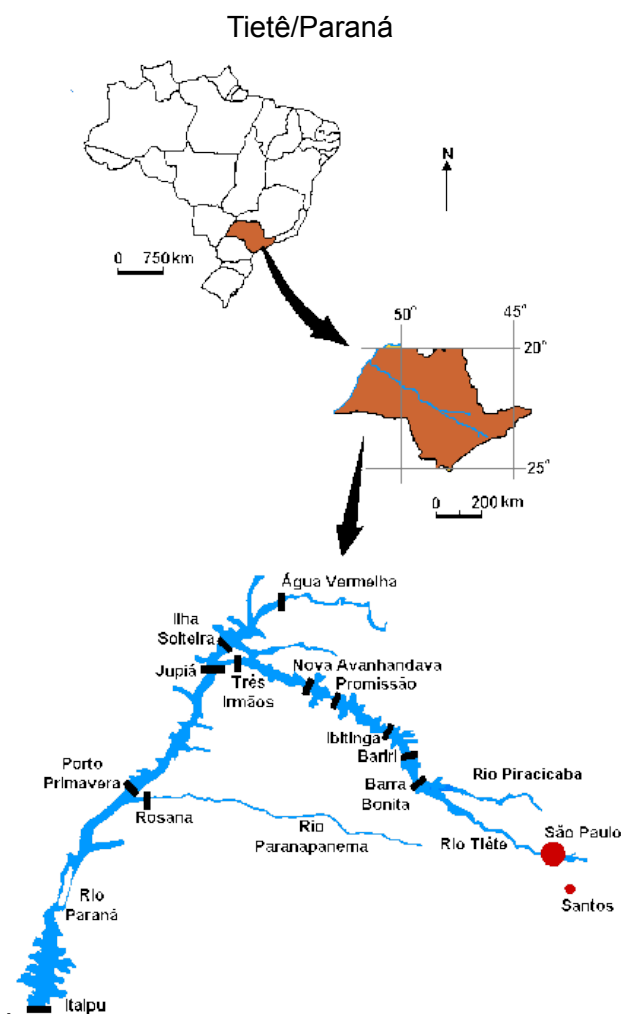 Tietê/Paraná
N
0 750 km
50°
45°
20°
25°
0 200 km
Água Vermelha
Ilha
Solteira
Jupiá
Três
Irmãos
Nova Avanhandava
Promissão
Ibitinga
Bariri
Barra
Bonita
Rio Piracicaba
Porto
Primavera
Rosana
Rio
Paranapanema
Rio Tiête
São Paulo
Santos
Rio
Paraná
Itaipu